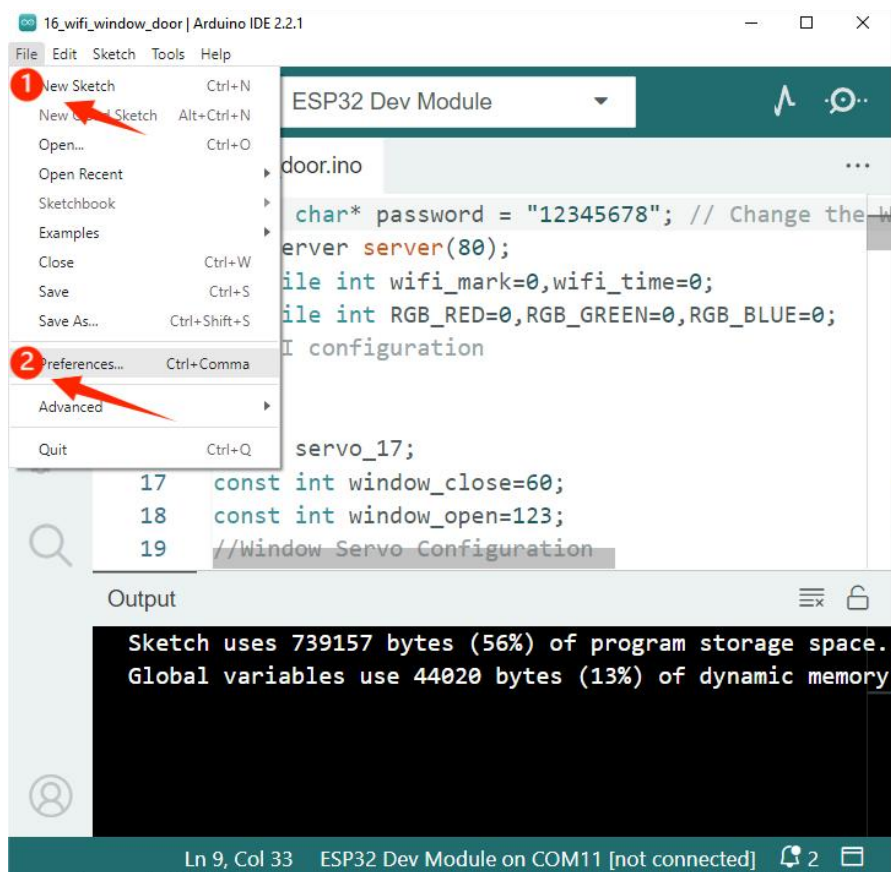 16_wifi_window_door | Arduino IDE 2.2.1
File Edit Sketch Tools Help
1
New Sketch Ctrl+N
New Sketch Alt+Ctrl+N
Open... Ctrl+O
Open Recent
Sketchbook
Examples
Close Ctrl+W
Save Ctrl+S
Save As... Ctrl+Shift+S
2
Preferences... Ctrl+Comma
Advanced
Quit Ctrl+Q
ESP32 Dev Module
door.ino
...
char* password = "12345678"; // Change the W
erver server(80);
ile int wifi_mark=0,wifi_time=0;
ile int RGB_RED=0,RGB_GREEN=0,RGB_BLUE=0;
I configuration
servo_17;
17 const int window_close=60;
18 const int window_open=123;
19 //Window Servo Configuration
Output
Sketch uses 739157 bytes (56%) of program storage space.
Global variables use 44020 bytes (13%) of dynamic memory
Ln 9, Col 33 ESP32 Dev Module on COM11 [not connected] 2